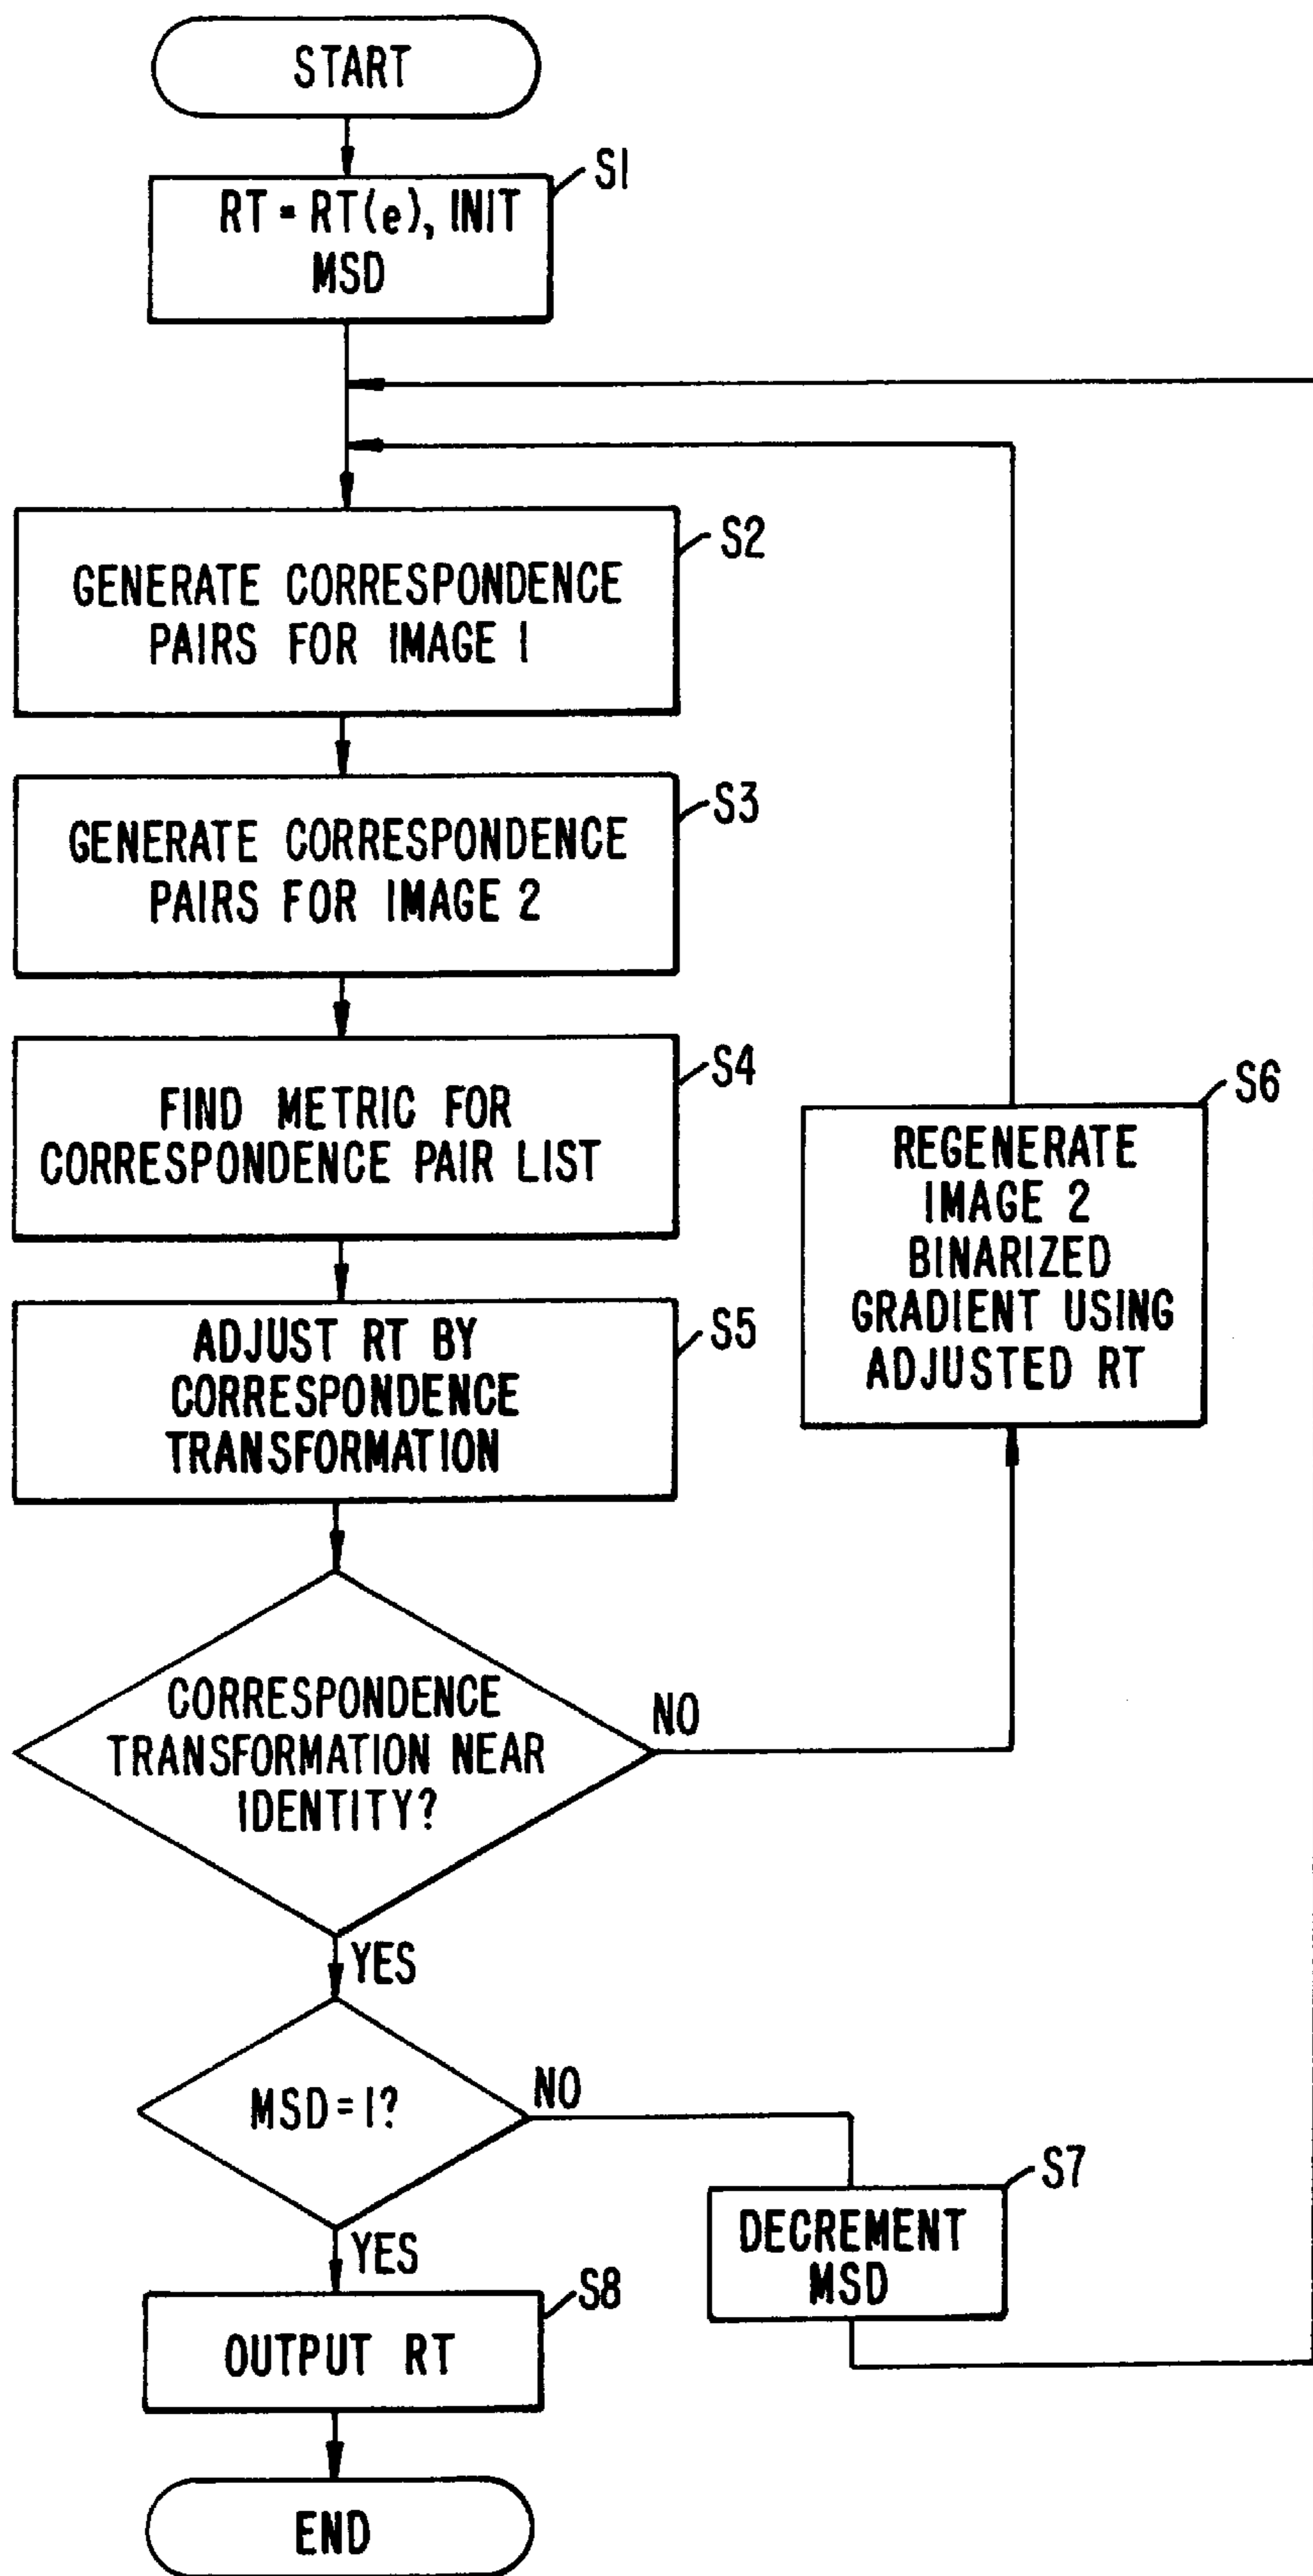 START
S1
RT = RT(e), INIT
MSD
S2
GENERATE CORRESPONDENCE
PAIRS FOR IMAGE 1
S3
GENERATE CORRESPONDENCE
PAIRS FOR IMAGE 2
S4
FIND METRIC FOR
CORRESPONDENCE PAIR LIST
S5
ADJUST RT BY
CORRESPONDENCE
TRANSFORMATION
S6
REGENERATE
IMAGE 2
BINARIZED
GRADIENT USING
ADJUSTED RT
CORRESPONDENCE
TRANSFORMATION NEAR
IDENTITY?
NO
YES
MSD=1?
NO
S7
DECREMENT
MSD
YES
S8
OUTPUT RT
END